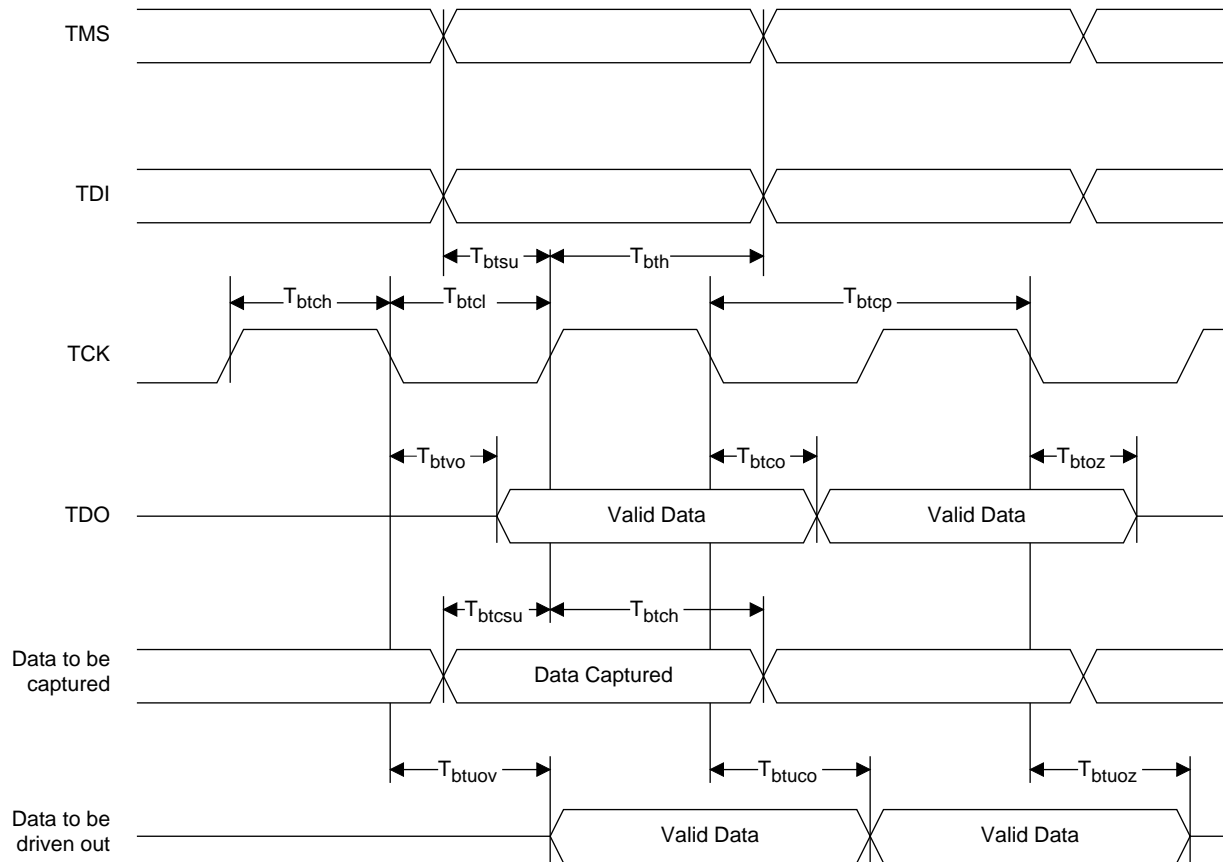 TMS
TDI
Tbtsu
Tbth
Tbtch
Tbtcl
Tbtcp
TCK
Tbtvo
Tbtco
Tbtoz
TDO
Valid Data
Valid Data
Tbtcsu
Tbtch
Data to be
captured
Data Captured
Tbtuov
Tbtuco
Tbtuoz
Data to be
driven out
Valid Data
Valid Data